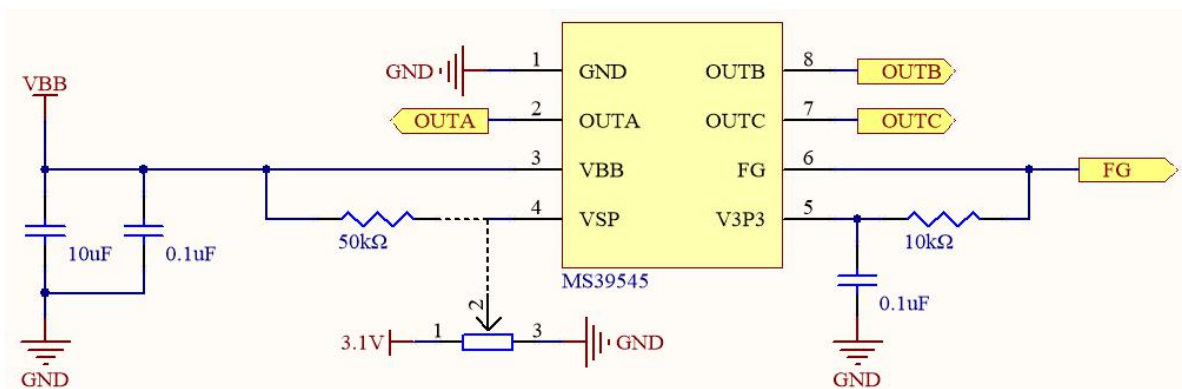 1 GND OUTB 8 OUTB
GND
VBB
OUTA 2 OUTA OUTC 7 OUTC
3 VBB FG 6 FG
4 VSP V3P3 5
10uF 0.1uF 50kΩ 10kΩ
MS39545
0.1uF
2
3.1V 1 3 GND
GND GND